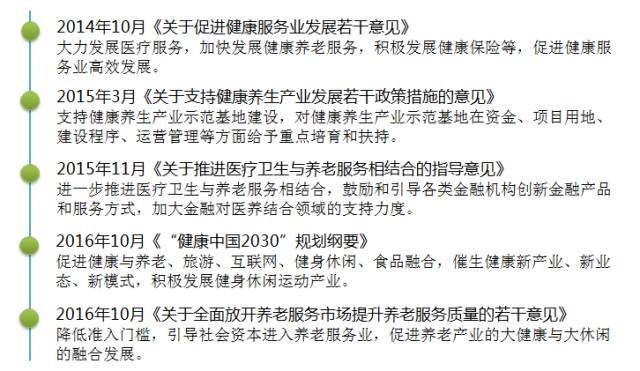 2014年10月《关于促进健康服务业发展若干意见》
大力发展医疗服务，加快发展健康养老服务，积极发展健康保险等，促进健康服
务业高效发展。
2015年3月《关于支持健康养生产业发展若干政策措施的意见》
支持健康养生产业示范基地建设，对健康养生产业示范基地在资金、项目用地、
建设程序、运营管理等方面给予重点培育和扶持。
2015年11月《关于推进医疗卫生与养老服务相结合的指导意见》
进一步推进医疗卫生与养老服务相结合，鼓励和引导各类金融机构创新金融产品
和服务方式，加大金融对医养结合领域的支持力度。
2016年10月《“健康中国2030”规划纲要》
促进健康与养老、旅游、互联网、健身休闲、食品融合，催生健康新产业、新业
态、新模式，积极发展健身休闲运动产业。
2016年10月《关于全面放开养老服务市场提升养老服务质量的若干意见》
降低准入门槛，引导社会资本进入养老服务业，促进养老产业的大健康与大休闲
的融合发展。